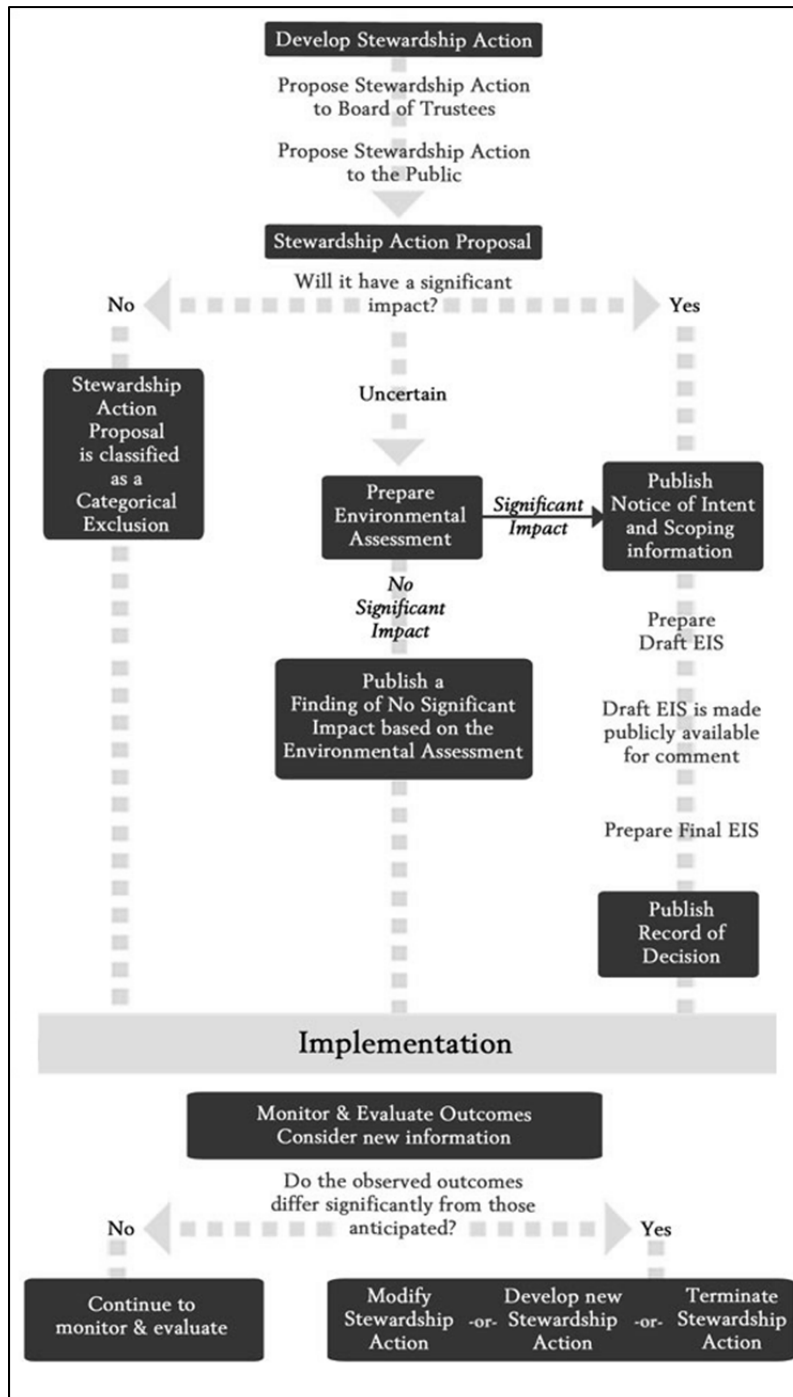 Develop Stewardship Action
Propose Stewardship Action
to Board of Trustees
Propose Stewardship Action
to the Public
Stewardship Action Proposal
Will it have a significant
impact?
No
Yes
Stewardship
Action
Proposal
is classified
as a
Categorical
Exclusion
Uncertain
Prepare
Environmental
Assessment
Significant
Impact
Publish
Notice of Intent
and Scoping
information
No
Significant
Impact
Prepare
Draft EIS
Publish a
Finding of No Significant
Impact based on the
Environmental Assessment
Draft EIS is made
publicly available
for comment
Prepare Final EIS
Publish
Record of
Decision
Implementation
Monitor & Evaluate Outcomes
Consider new information
Do the observed outcomes
differ significantly from those
anticipated?
No
Yes
Continue to
monitor & evaluate
Modify
Stewardship
Action
-or-
Develop new
Stewardship
Action
-or-
Terminate
Stewardship
Action